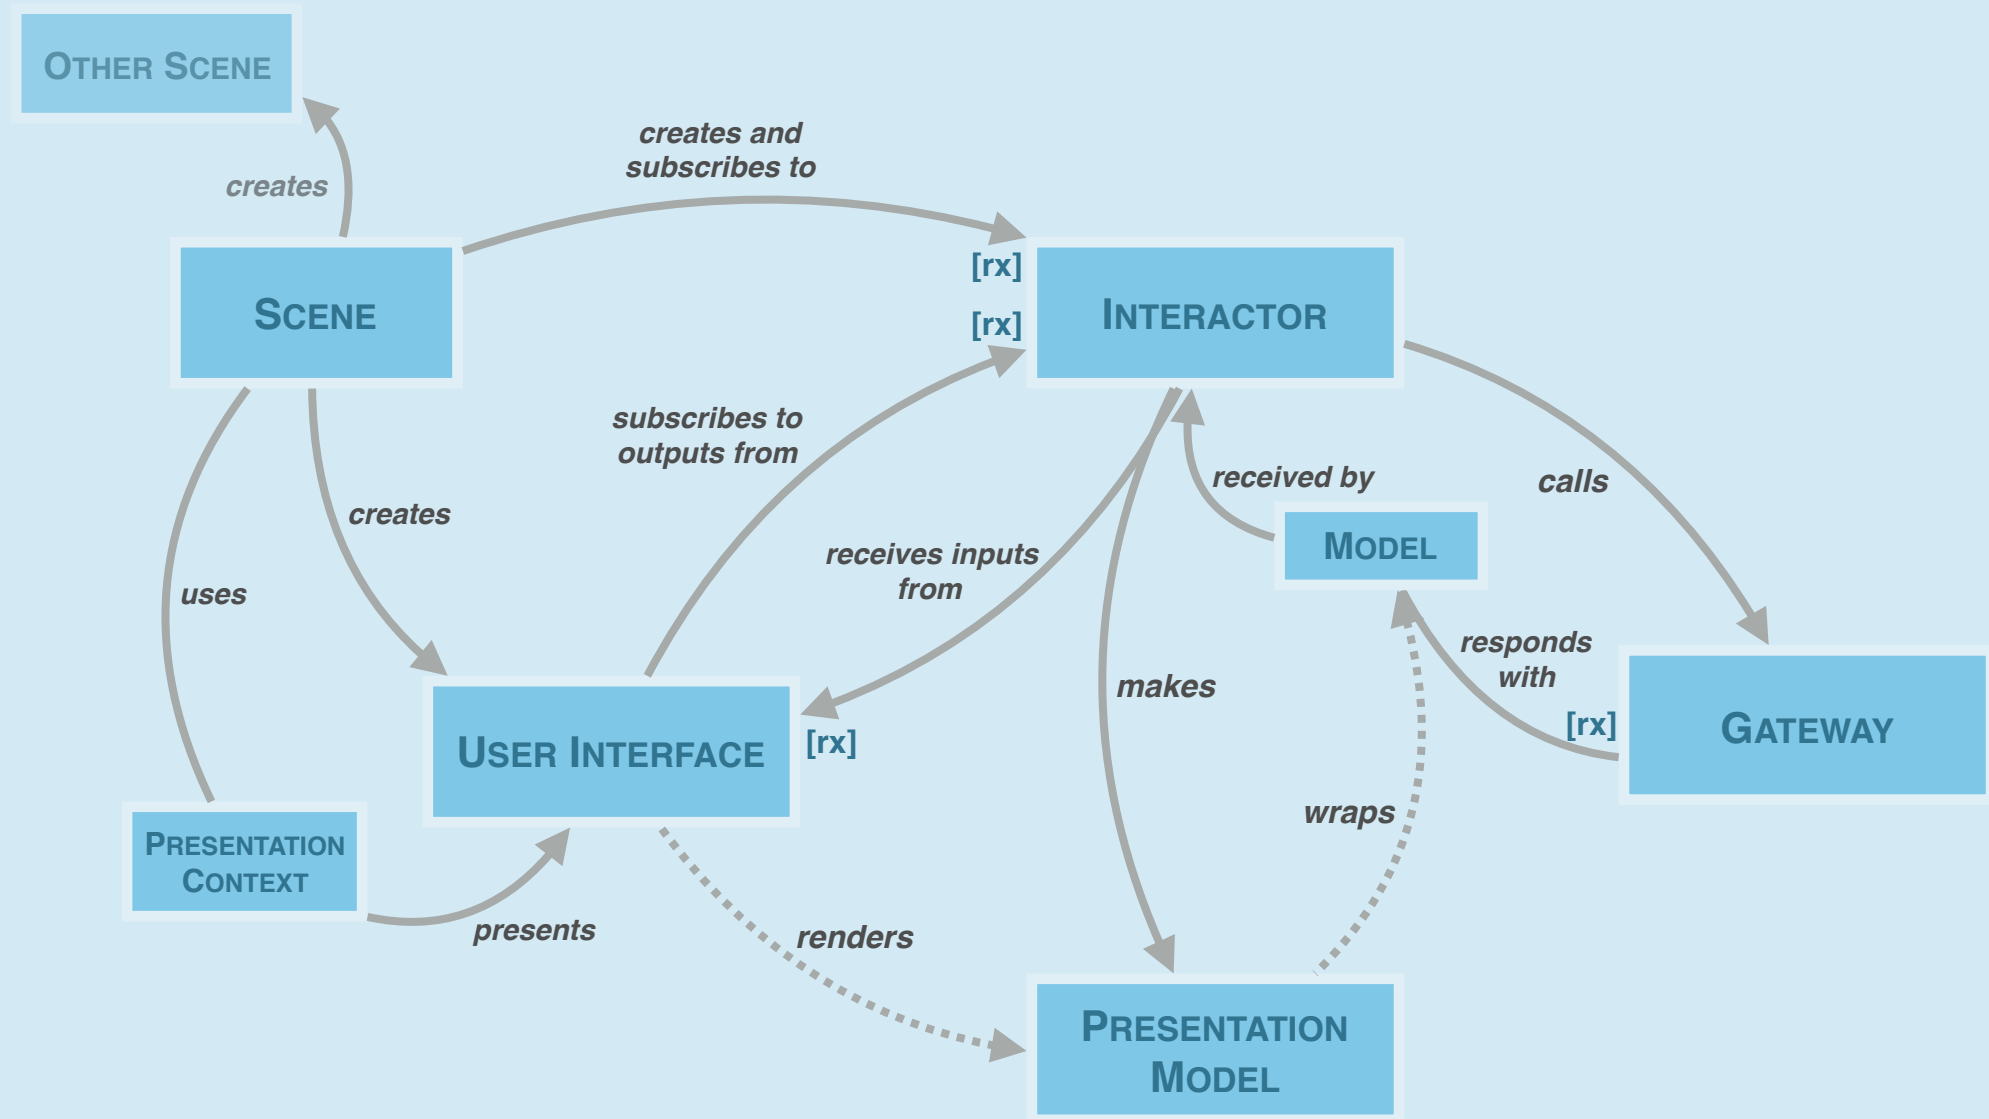 OTHER SCENE
creates and
subscribes to
creates
[rx]
SCENE
INTERACTOR
[rx]
subscribes to
outputs from
received by
calls
creates
MODEL
receives inputs
from
uses
responds
with
makes
[rx]
GATEWAY
USER INTERFACE
[rx]
wraps
PRESENTATION
CONTEXT
presents
renders
PRESENTATION
MODEL